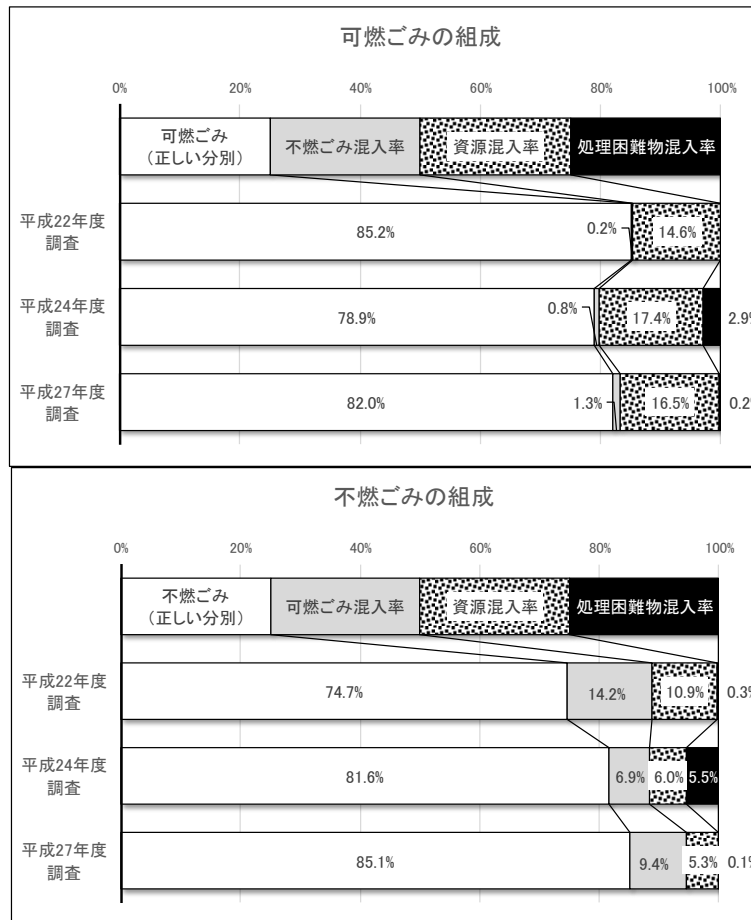 可燃ごみの組成
0% 20% 40% 60% 80% 100%
可燃ごみ
（正しい分別） 不燃ごみ混入率 資源混入率 処理困難物混入率
平成22年度
調査 85.2% 0.2% 14.6%
平成24年度
調査 78.9% 0.8% 17.4% 2.9%
平成27年度
調査 82.0% 1.3% 16.5% 0.2%
不燃ごみの組成
0% 20% 40% 60% 80% 100%
不燃ごみ
（正しい分別） 可燃ごみ混入率 資源混入率 処理困難物混入率
平成22年度
調査 74.7% 14.2% 10.9% 0.3%
平成24年度
調査 81.6% 6.9% 6.0% 5.5%
平成27年度
調査 85.1% 9.4% 5.3% 0.1%